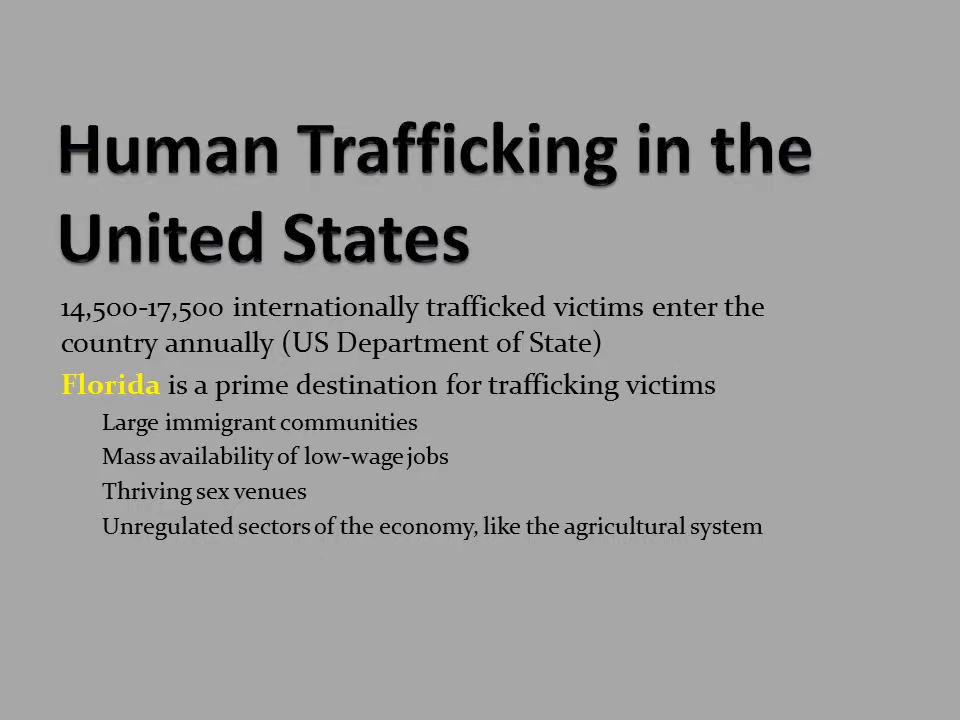 Human Trafficking in the
United States
14,500-17,500 internationally trafficked victims enter the
country annually (US Department of State)
Florida is a prime destination for trafficking victims
Large immigrant communities
Mass availability of low-wage jobs
Thriving sex venues
Unregulated sectors of the economy, like the agricultural system